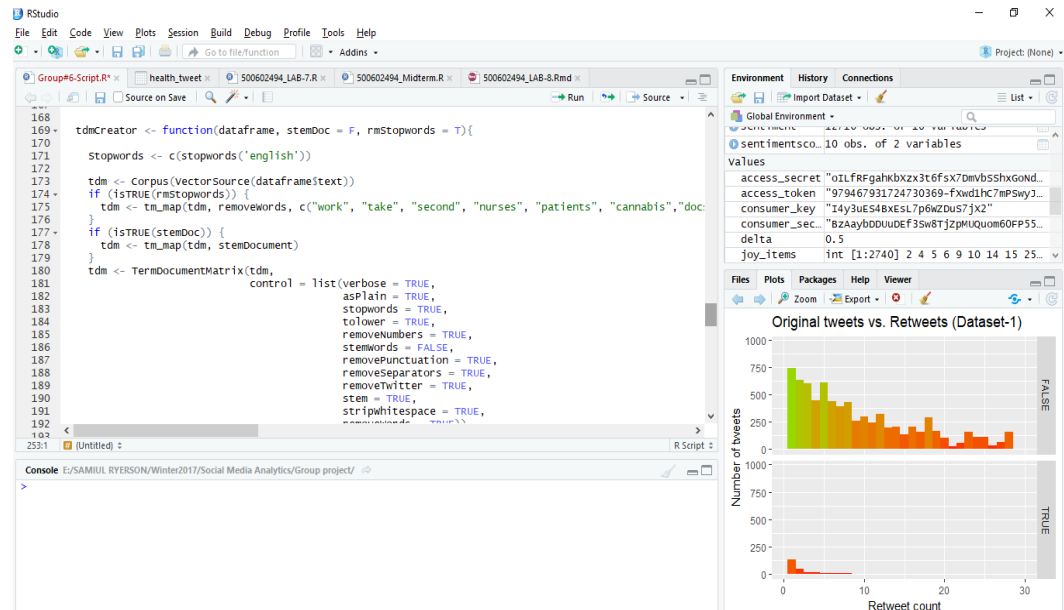 RStudio
File Edit Code View Plots Session Build Debug Profile Tools Help
Go to file/function Addins
Project: (None)
Group#6-Script.R* health_tweet 500602494_LAB-7.R 500602494_Midterm.R 500602494_LAB-8.Rmd
Source on Save Run Source
168
169 tdmCreator <- function(dataframe, stemDoc = F, rmStopwords = T){
170
171 Stopwords <- c(stopwords('english'))
172
173 tdm <- Corpus(VectorSource(dataframe$text))
174 if (isTRUE(rmStopwords)) {
175 tdm <- tm_map(tdm, removeWords, c("work", "take", "second", "nurses", "patients", "cannabis","doc
176 }
177 if (isTRUE(stemDoc)) {
178 tdm <- tm_map(tdm, stemDocument)
179 }
180 tdm <- TermDocumentMatrix(tdm,
181 control = list(verbose = TRUE,
182 asPlain = TRUE,
183 stopwords = TRUE,
184 tolower = TRUE,
185 removeNumbers = TRUE,
186 stemWords = FALSE,
187 removePunctuation = TRUE,
188 removeSeparators = TRUE,
189 removeTwitter = TRUE,
190 stem = TRUE,
191 stripWhitespace = TRUE,
192
193
253:1 (Untitled) R Script
Console E:/SAMIUL RYERSON/Winter2017/Social Media Analytics/Group project/
>
Environment History Connections
Import Dataset List
Global Environment
sentimentsco… 10 obs. of 2 variables
Values
access_secret
access_token
consumer_key
consumer_sec…
delta 0.5
joy_items int [1:2740] 2 4 5 6 9 10 14 15 25…
Files Plots Packages Help Viewer
Zoom Export
Original tweets vs. Retweets (Dataset-1)
1000
750
500
250
0
FALSE
1000
750
500
250
0
TRUE
Number of tweets
0 10 20 30
Retweet count